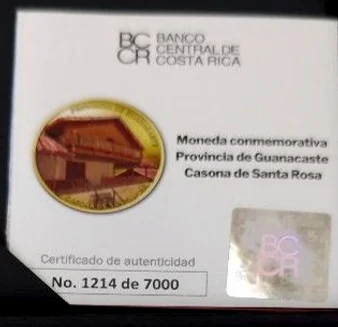 BC CR BANCO
CENTRAL DE
COSTA RICA
Moneda conmemorativa
Provincia de Guanacaste
Casona de Santa Rosa
BC
CR
Certificado de autenticidad
No. 1214 de 7000